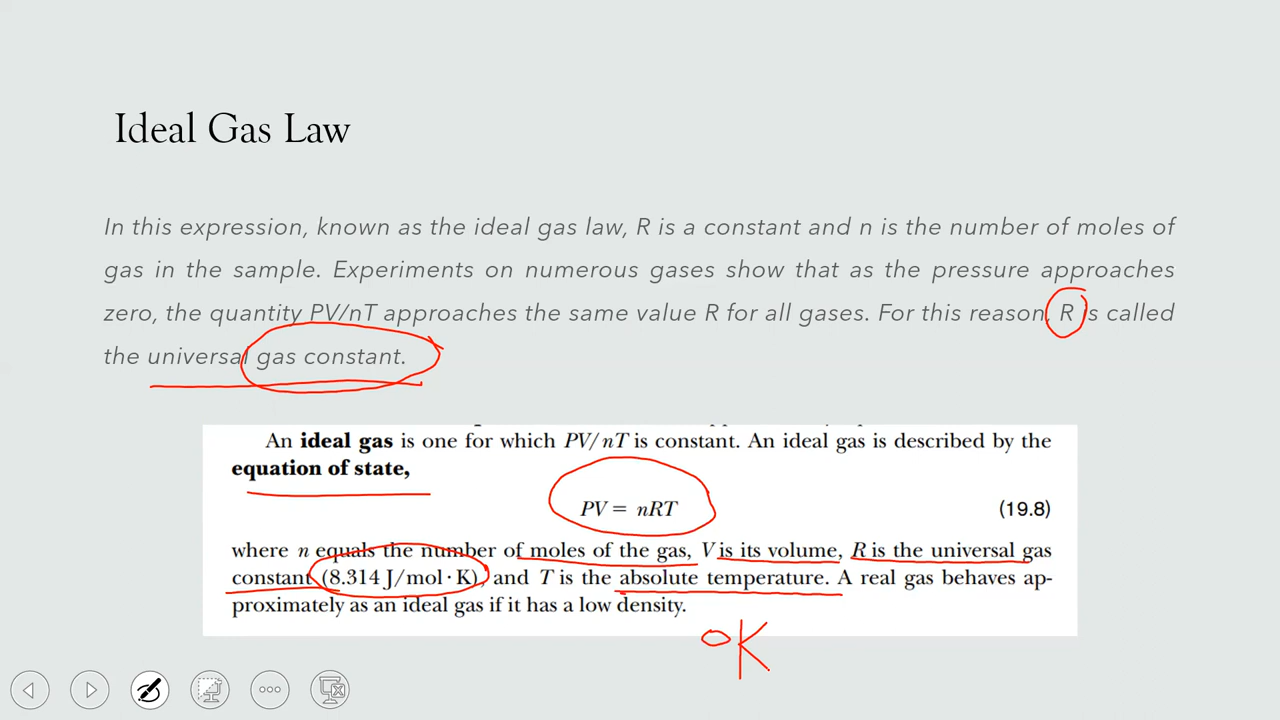 Ideal Gas Law
In this expression, known as the ideal gas law, R is a constant and n is the number of moles of
gas in the sample. Experiments on numerous gases show that as the pressure approaches
zero, the quantity PV/nT approaches the same value R for all gases. For this reason, R is called
the universal gas constant.
An ideal gas is one for which PV/nT is constant. An ideal gas is described by the
equation of state,
PV = nRT (19.8)
where n equals the number of moles of the gas, V is its volume, R is the universal gas
constant (8.314 J/mol·K), and T is the absolute temperature. A real gas behaves ap-
proximately as an ideal gas if it has a low density.
°K